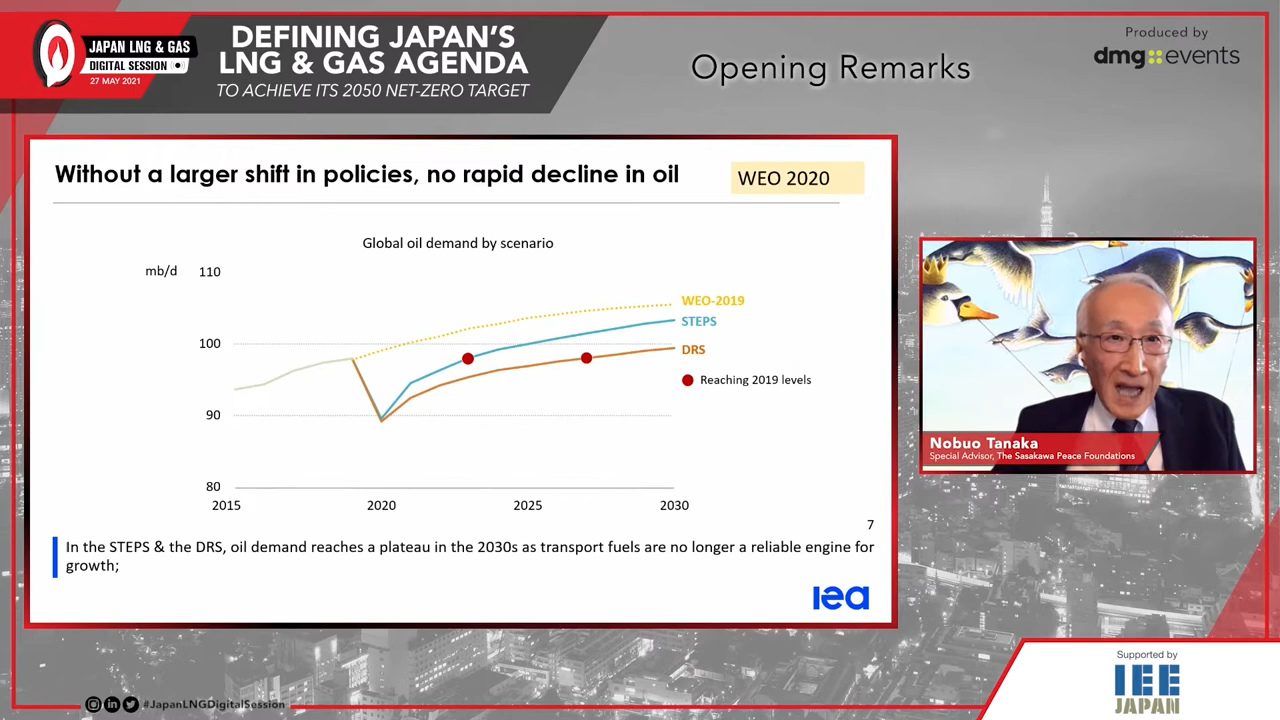 JAPAN LNG & GAS
DIGITAL SESSION
27 MAY 2021
DEFINING JAPAN'S
LNG & GAS AGENDA
TO ACHIEVE ITS 2050 NET-ZERO TARGET
Opening Remarks
Produced by
dmg::events
Without a larger shift in policies, no rapid decline in oil
WEO 2020
Global oil demand by scenario
mb/d
110
100
90
80
2015
2020
2025
2030
WEO-2019
STEPS
DRS
Reaching 2019 levels
7
In the STEPS & the DRS, oil demand reaches a plateau in the 2030s as transport fuels are no longer a reliable engine for
growth;
iea
Nobuo Tanaka
Special Advisor, The Sasakawa Peace Foundations
#JapanLNGDigitalSession
Supported by
IEE
JAPAN